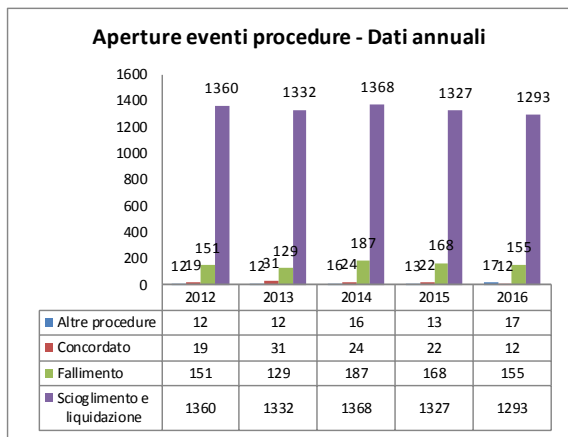 Aperture eventi procedure - Dati annuali
1600
1400
1200
1000
800
600
400
200
0
12 19 151 1360
12 31 129 1332
16 24 187 1368
13 22 168 1327
17 12 155 1293
2012 2013 2014 2015 2016
Altre procedure 12 12 16 13 17
Concordato 19 31 24 22 12
Fallimento 151 129 187 168 155
Scioglimento e
liquidazione 1360 1332 1368 1327 1293